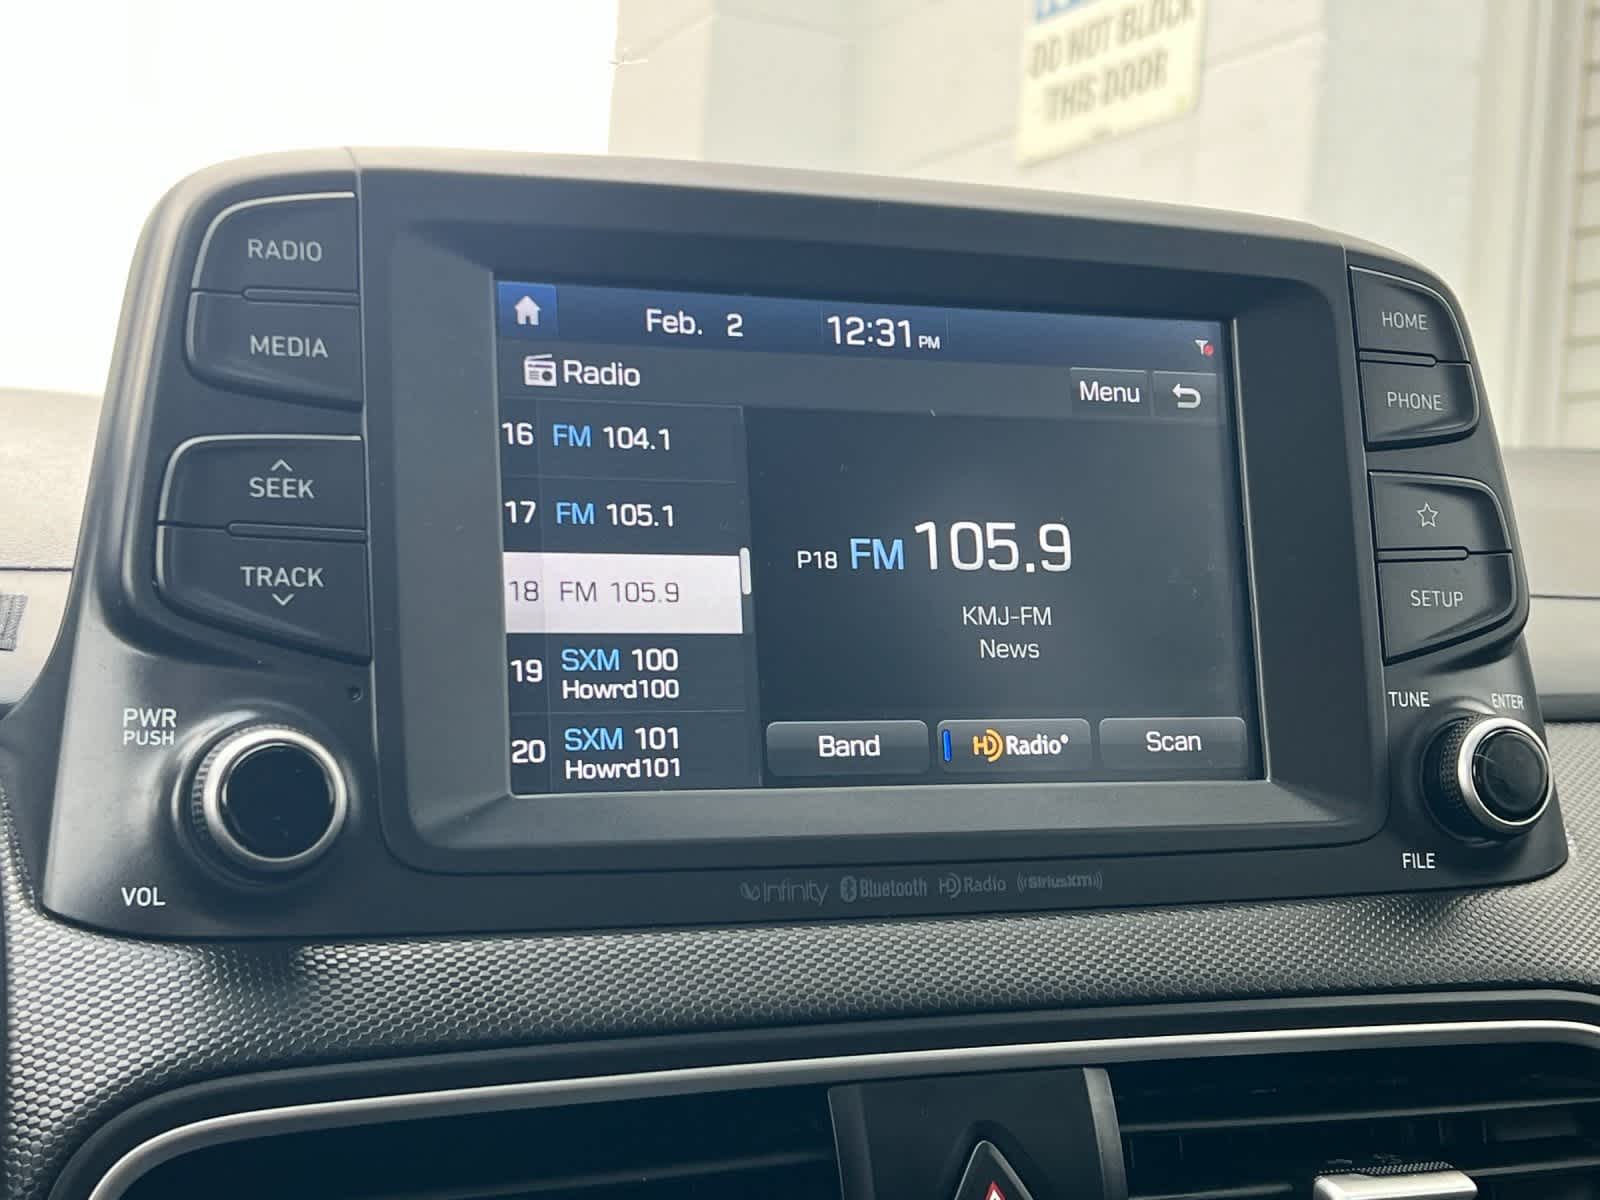 DO NOT BLOCK
THIS DOOR
RADIO
MEDIA
SEEK
TRACK
PWR
PUSH
VOL
Feb. 2 12:31 PM
Radio
Menu
16 FM 104.1
17 FM 105.1
18 FM 105.9
19 SXM 100
Howrd100
20 SXM 101
Howrd101
P18 FM 105.9
KMJ-FM
News
Band
HD Radio®
Scan
HOME
PHONE
SETUP
TUNE
ENTER
FILE
Infinity Bluetooth HD Radio ((SiriusXM))